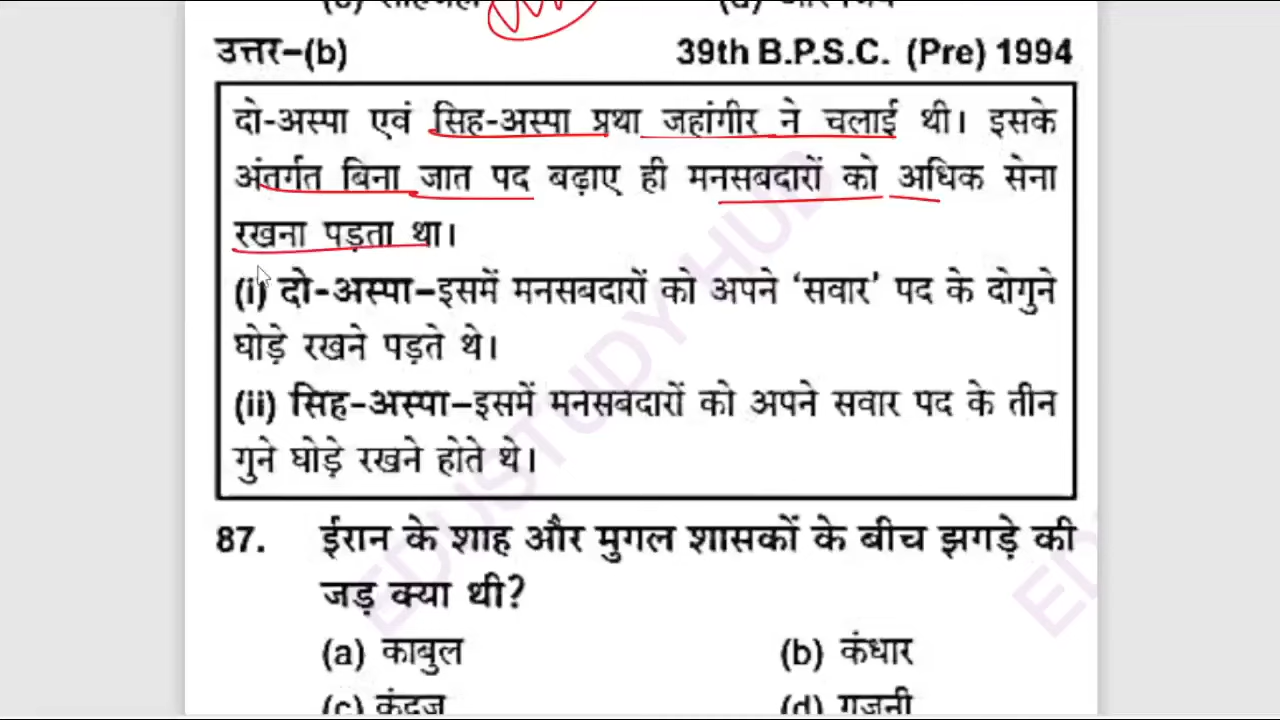 उत्तर–(b) 39th B.P.S.C. (Pre) 1994
दो-अस्पा एवं सिह-अस्पा प्रथा जहांगीर ने चलाई थी। इसके
अंतर्गत बिना जात पद बढ़ाए ही मनसबदारों को अधिक सेना
रखना पड़ता था।
(i) दो-अस्पा–इसमें मनसबदारों को अपने ‘सवार’ पद के दोगुने
घोड़े रखने पड़ते थे।
(ii) सिह-अस्पा–इसमें मनसबदारों को अपने सवार पद के तीन
गुने घोड़े रखने होते थे।
87. ईरान के शाह और मुगल शासकों के बीच झगड़े की
जड़ क्या थी?
(a) काबुल (b) कंधार
(c) कुंदुज (d) गजनी
EDUSTUDY HUB